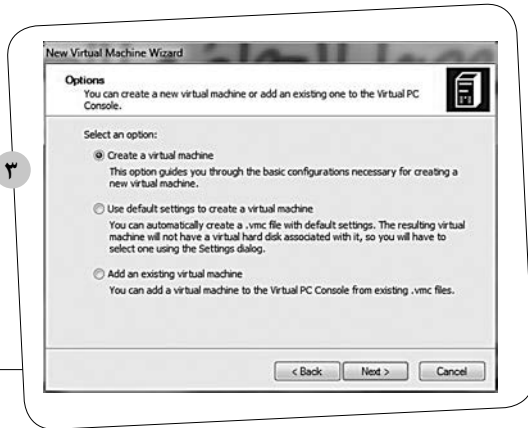 New Virtual Machine Wizard
Options
You can create a new virtual machine or add an existing one to the Virtual PC
Console.
Select an option:
Create a virtual machine
This option guides you through the basic configurations necessary for creating a
new virtual machine.
Use default settings to create a virtual machine
You can automatically create a .vmc file with default settings. The resulting virtual
machine will not have a virtual hard disk associated with it, so you will have to
select one using the Settings dialog.
Add an existing virtual machine
You can add a virtual machine to the Virtual PC Console from existing .vmc files.
< Back
Next >
Cancel
٣